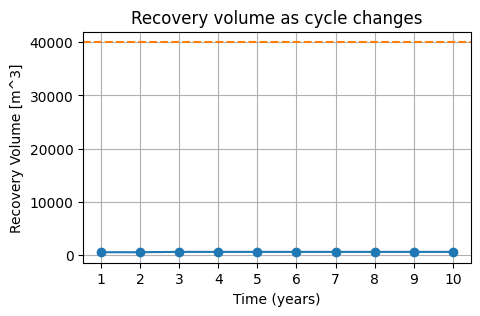 Recovery volume as cycle changes
Recovery Volume [m^3]
40000
30000
20000
10000
0
1 2 3 4 5 6 7 8 9 10
Time (years)